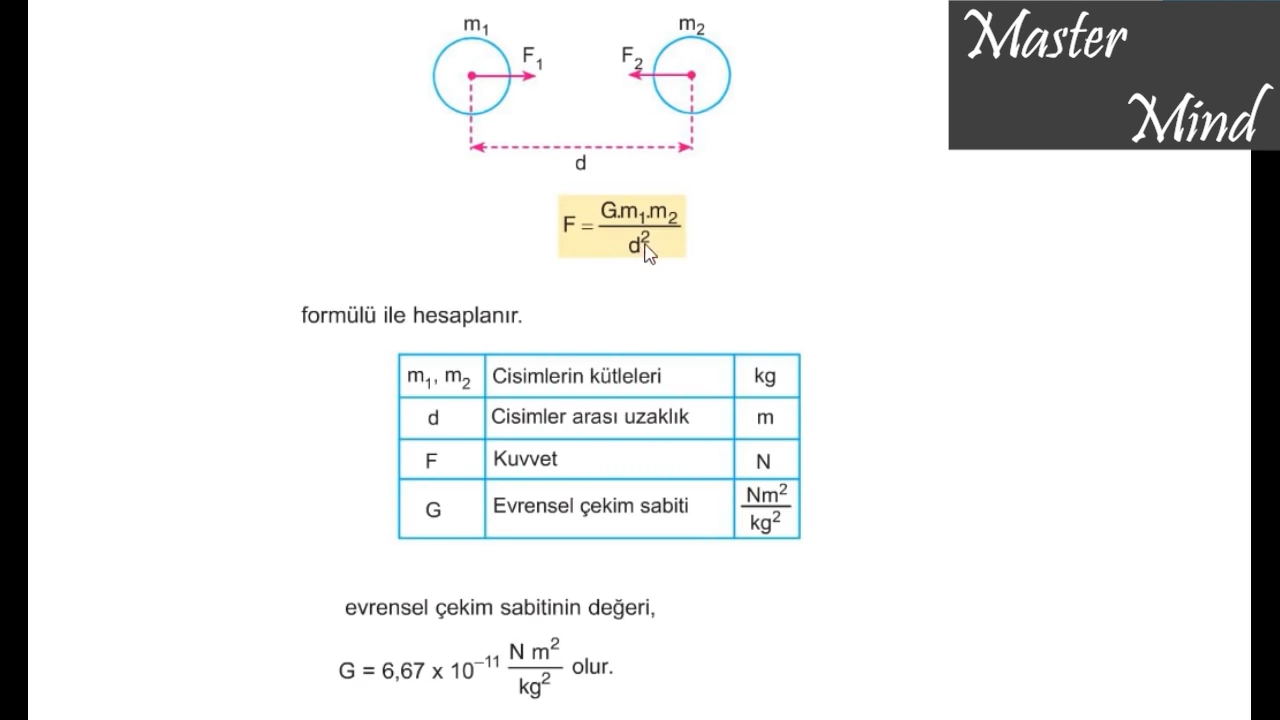 m₁ m₂
F₁ F₂
d
F = G.m₁.m₂ / d²
formülü ile hesaplanır.
m₁, m₂ Cisimlerin kütleleri kg
d Cisimler arası uzaklık m
F Kuvvet N
G Evrensel çekim sabiti Nm² / kg²
evrensel çekim sabitinin değeri,
G = 6,67 x 10⁻¹¹ N m² / kg² olur.
Master
Mind